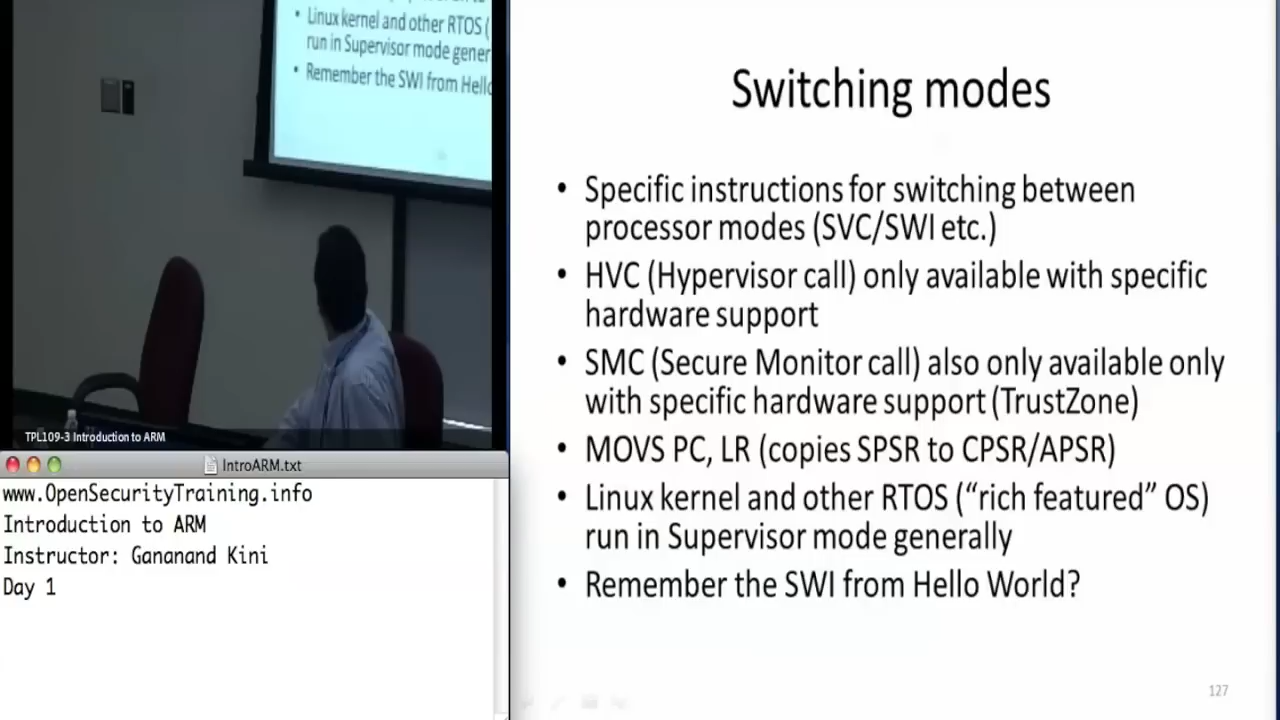 Linux kernel and other RTOS (
run in Supervisor mode gener
• Remember the SWI from Hello
TPL109-3 Introduction to ARM
IntroARM.txt
www.OpenSecurityTraining.info
Introduction to ARM
Instructor: Gananand Kini
Day 1
Switching modes
• Specific instructions for switching between
processor modes (SVC/SWI etc.)
• HVC (Hypervisor call) only available with specific
hardware support
• SMC (Secure Monitor call) also only available only
with specific hardware support (TrustZone)
• MOVS PC, LR (copies SPSR to CPSR/APSR)
• Linux kernel and other RTOS (“rich featured” OS)
run in Supervisor mode generally
• Remember the SWI from Hello World?
127